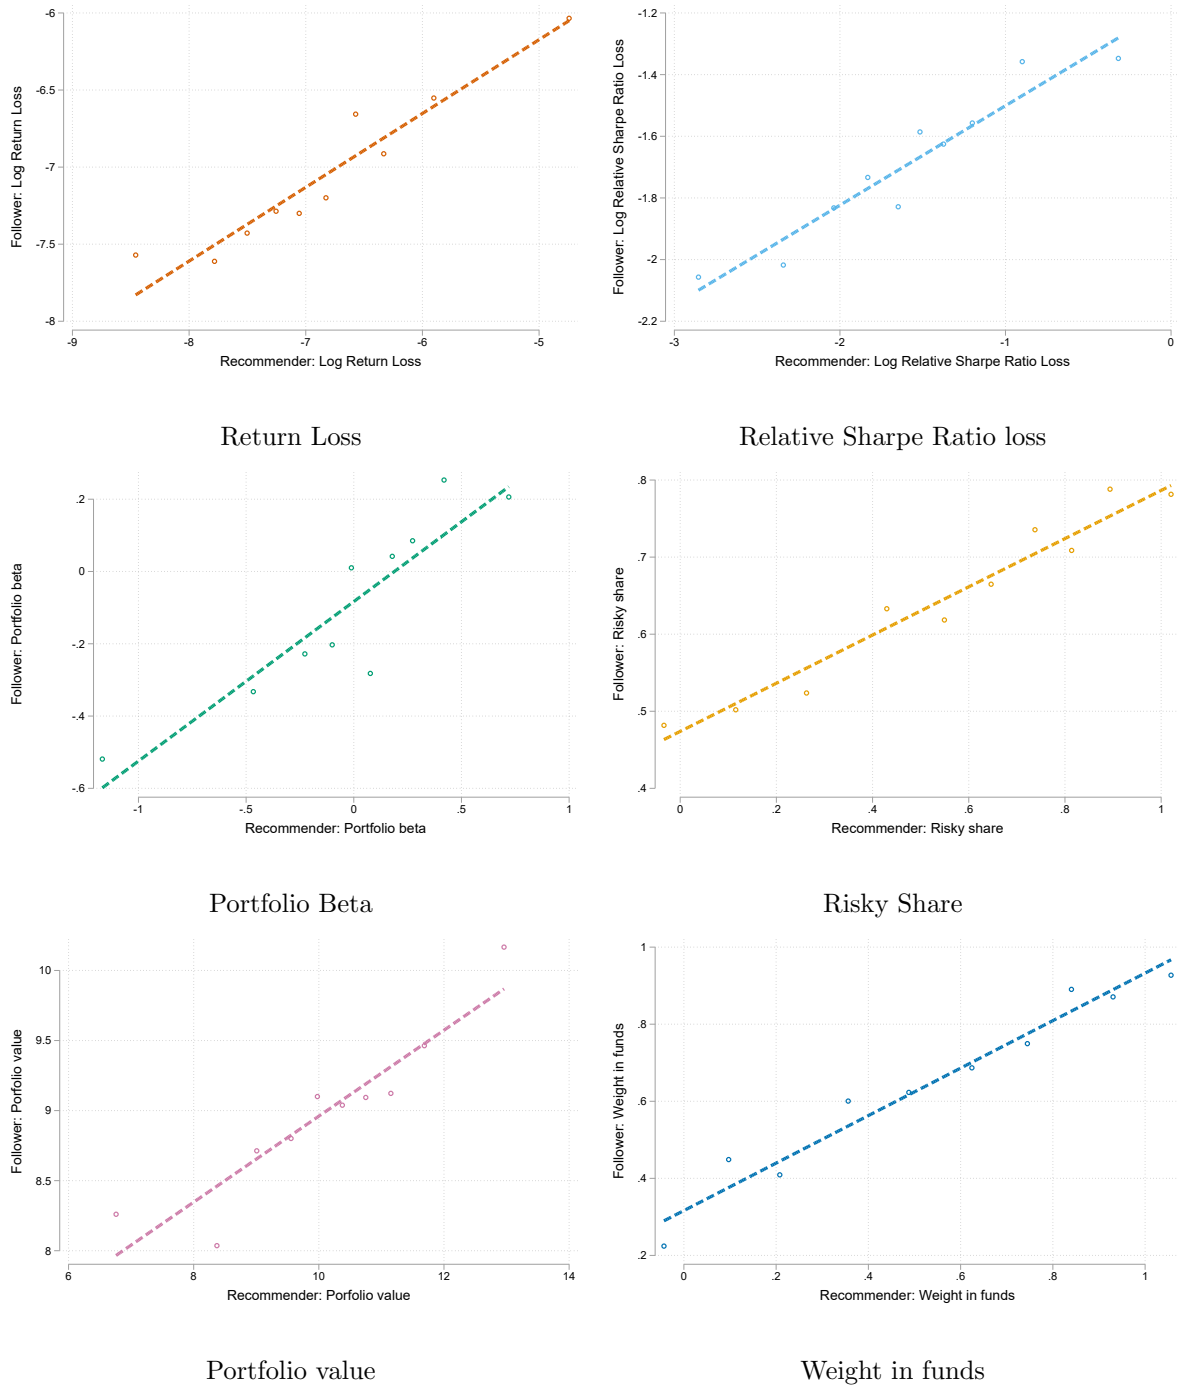 -6
-6.5
-7
-7.5
-8
Follower: Log Return Loss
-9 -8 -7 -6 -5
Recommender: Log Return Loss
Return Loss
-1.2
-1.4
-1.6
-1.8
-2
-2.2
Follower: Log Relative Sharpe Ratio Loss
-3 -2 -1 0
Recommender: Log Relative Sharpe Ratio Loss
Relative Sharpe Ratio loss
.2
0
-.2
-.4
-.6
Follower: Portfolio beta
-1 -.5 0 .5 1
Recommender: Portfolio beta
Portfolio Beta
.8
.7
.6
.5
.4
Follower: Risky share
0 .2 .4 .6 .8 1
Recommender: Risky share
Risky Share
10
9.5
9
8.5
8
Follower: Porfolio value
6 8 10 12 14
Recommender: Porfolio value
Portfolio value
1
.8
.6
.4
.2
Follower: Weight in funds
0 .2 .4 .6 .8 1
Recommender: Weight in funds
Weight in funds